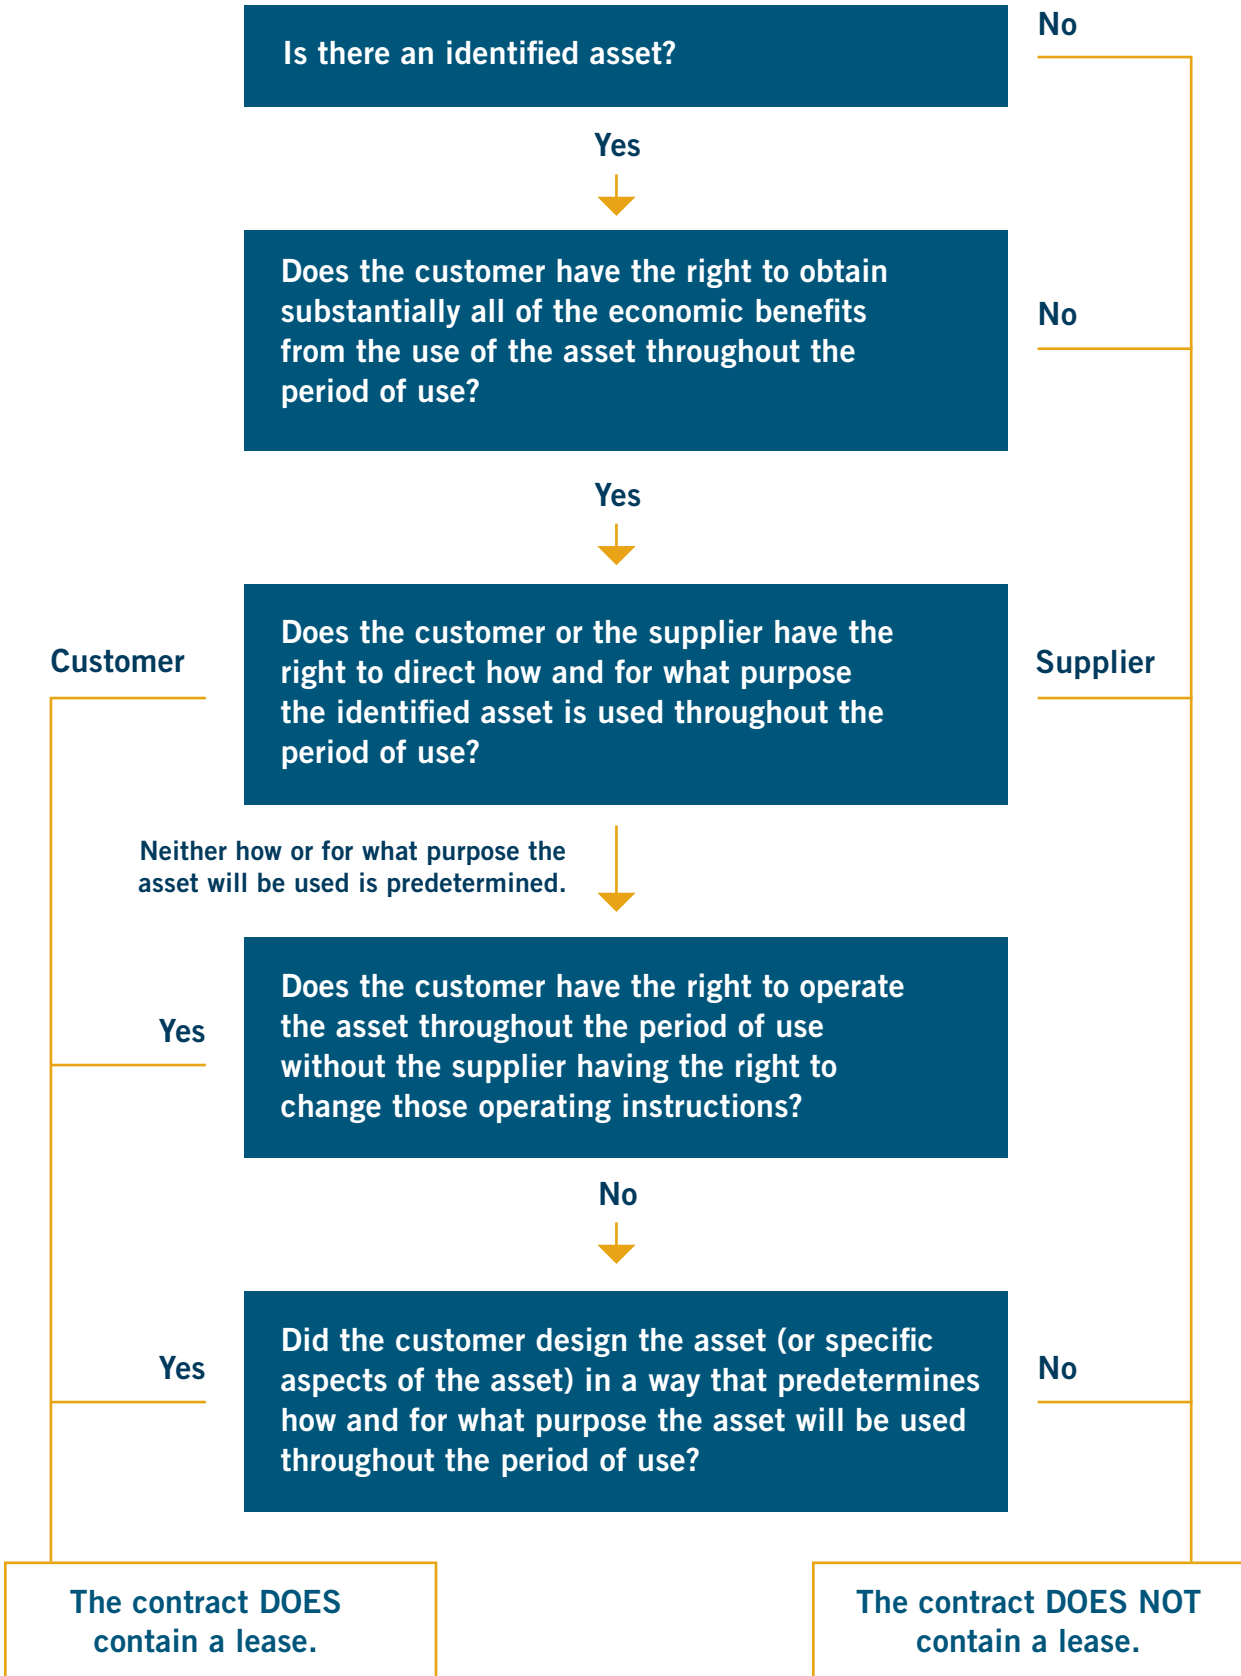 Is there an identified asset?
No
Yes
Does the customer have the right to obtain
substantially all of the economic benefits
from the use of the asset throughout the
period of use?
No
Yes
Customer
Does the customer or the supplier have the
right to direct how and for what purpose
the identified asset is used throughout the
period of use?
Supplier
Neither how or for what purpose the
asset will be used is predetermined.
Yes
Does the customer have the right to operate
the asset throughout the period of use
without the supplier having the right to
change those operating instructions?
No
Yes
Did the customer design the asset (or specific
aspects of the asset) in a way that predetermines
how and for what purpose the asset will be used
throughout the period of use?
No
The contract DOES
contain a lease.
The contract DOES NOT
contain a lease.